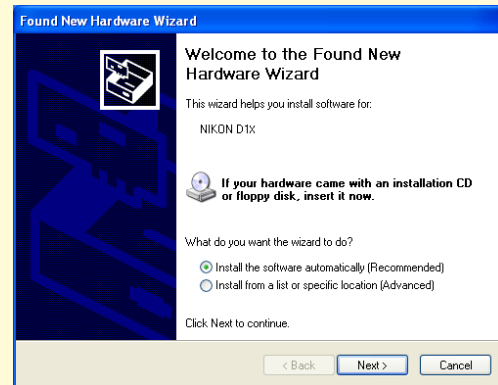 Found New Hardware Wizard
Welcome to the Found New
Hardware Wizard
This wizard helps you install software for:
NIKON D1X
If your hardware came with an installation CD
or floppy disk, insert it now.
What do you want the wizard to do?
Install the software automatically (Recommended)
Install from a list or specific location (Advanced)
Click Next to continue.
< Back Next > Cancel